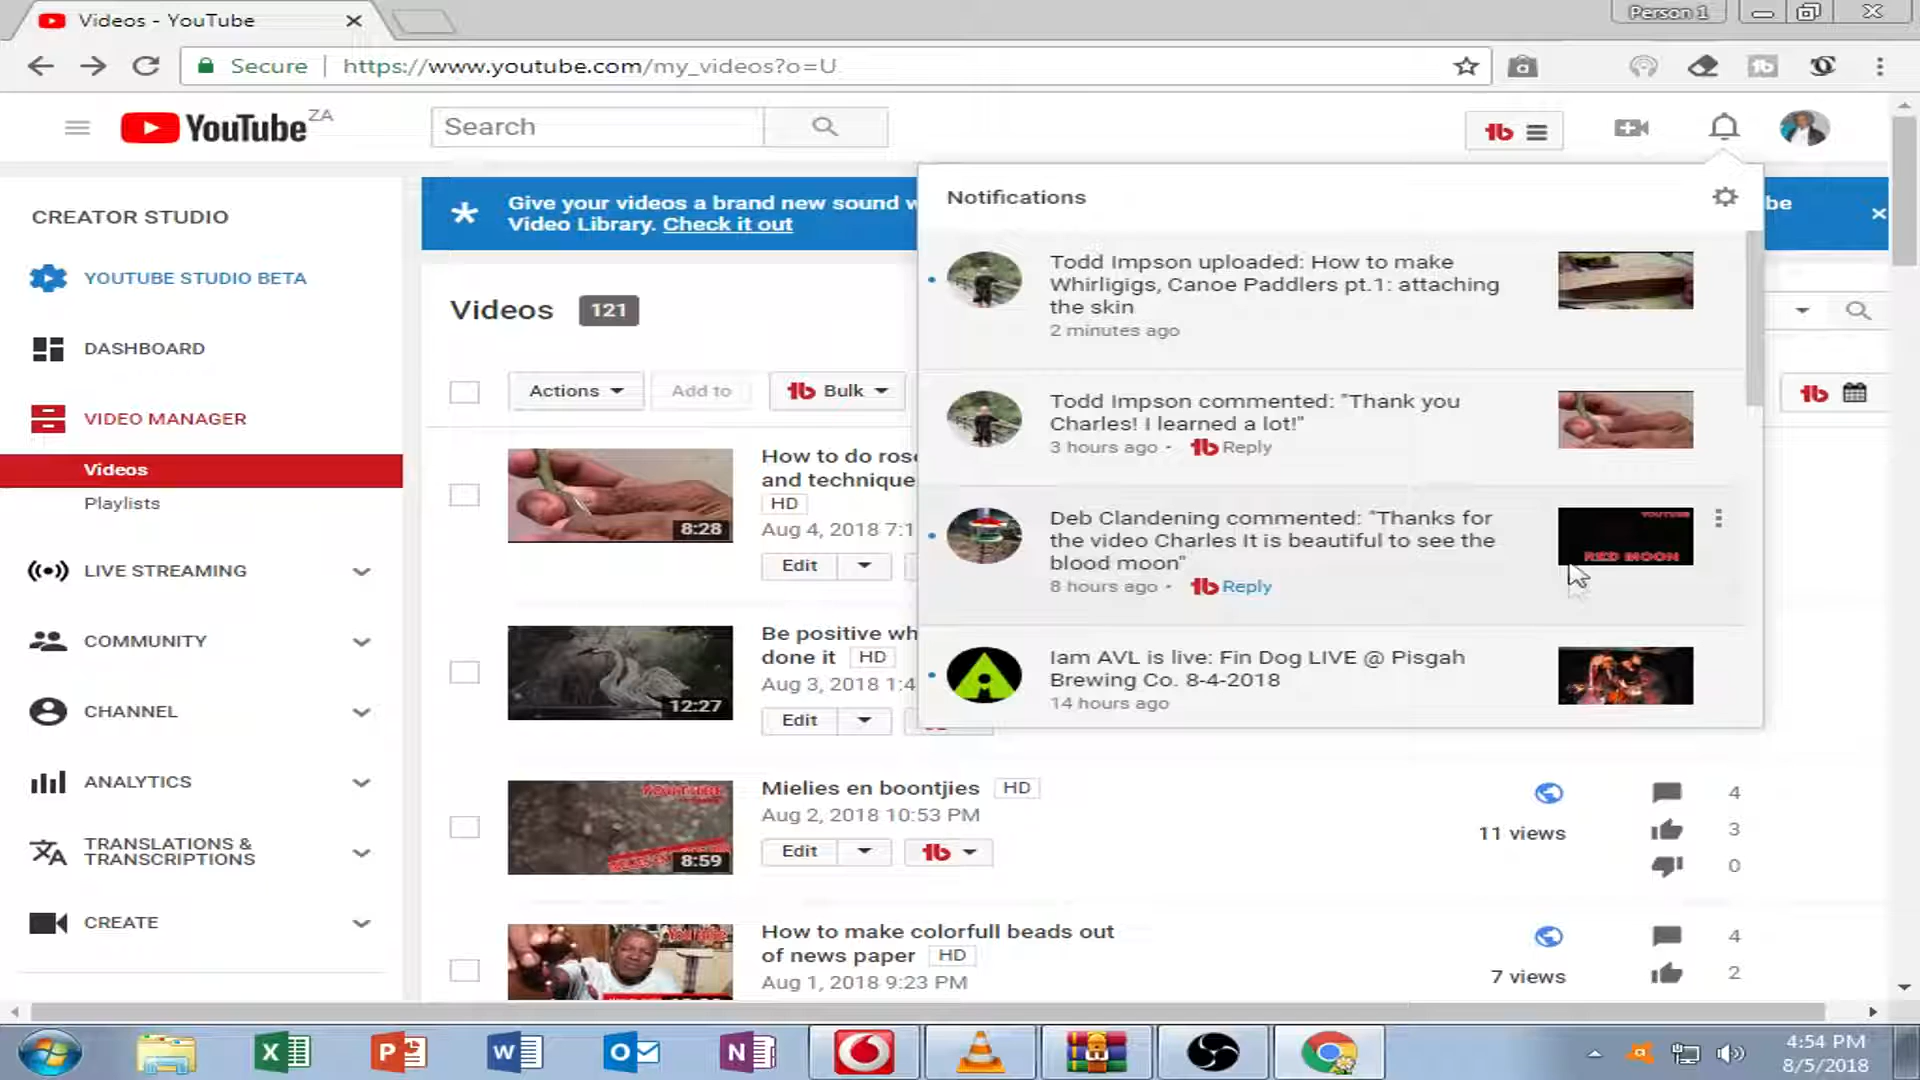 Videos - YouTube
Person 1
Secure
https://www.youtube.com/my_videos?o=U
YouTube ZA
Search
CREATOR STUDIO
YOUTUBE STUDIO BETA
DASHBOARD
VIDEO MANAGER
Videos
Playlists
LIVE STREAMING
COMMUNITY
CHANNEL
ANALYTICS
TRANSLATIONS &
TRANSCRIPTIONS
CREATE
Give your videos a brand new sound
be
Video Library. Check it out
Videos 121
Actions
Add to
Bulk
How to do
and technique
HD
8:28
Aug 4, 2018
Edit
Be positive
done it HD
12:27
Aug 3, 2018
Edit
Mielies en boontjies HD
Aug 2, 2018 10:53 PM
8:59
Edit
11 views
4
3
0
How to make colorfull beads out
of news paper HD
Aug 1, 2018 9:23 PM
7 views
4
2
Notifications
Todd Impson uploaded: How to make
Whirligigs, Canoe Paddlers pt.1: attaching
the skin
2 minutes ago
Todd Impson commented: "Thank you
Charles! I learned a lot!"
3 hours ago · Reply
Deb Clandening commented: "Thanks for
the video Charles It is beautiful to see the
blood moon"
8 hours ago · Reply
YOUTUBE
RED MOON
Iam AVL is live: Fin Dog LIVE @ Pisgah
Brewing Co. 8-4-2018
14 hours ago
4:54 PM
8/5/2018